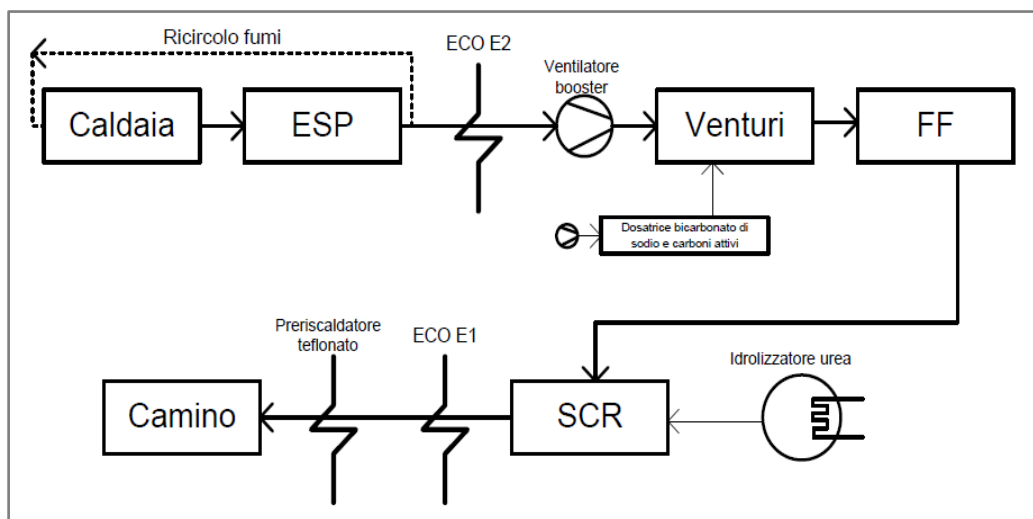 Ricircolo fumi
ECO E2
Ventilatore
booster
Caldaia
ESP
Venturi
FF
Dosatrice bicarbonato di
sodio e carboni attivi
Preriscaldatore
teflonato
ECO E1
Idrolizzatore urea
Camino
SCR